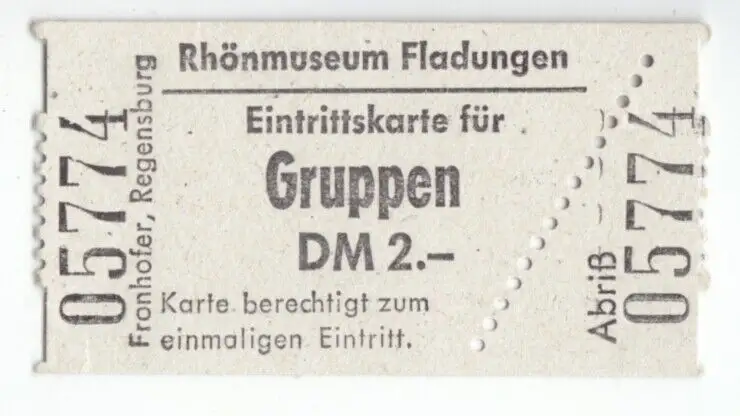 Rhönmuseum Fladungen
Eintrittskarte für
Gruppen
DM 2.–
Karte berechtigt zum
einmaligen Eintritt.
05774
Fronhofer, Regensburg
Abriß
05774